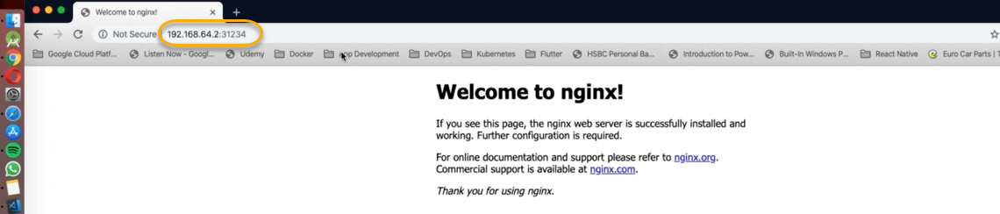 Welcome to nginx!
Not Secure 192.168.64.2:31234
Google Cloud Platf... Listen Now - Googl... Udemy Docker App Development DevOps Kubernetes Flutter HSBC Personal Ba... Introduction to Pow... Built-In Windows P... React Native Euro Car Parts |
Welcome to nginx!
If you see this page, the nginx web server is successfully installed and
working. Further configuration is required.
For online documentation and support please refer to nginx.org.
Commercial support is available at nginx.com.
Thank you for using nginx.